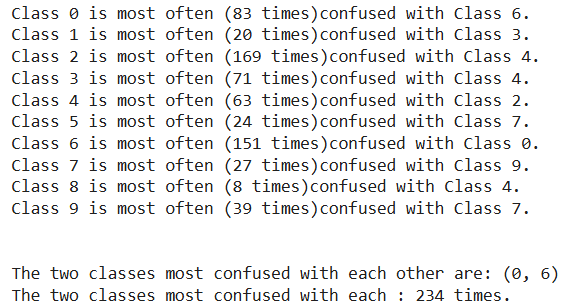 Class 0 is most often (83 times)confused with Class 6.
Class 1 is most often (20 times)confused with Class 3.
Class 2 is most often (169 times)confused with Class 4.
Class 3 is most often (71 times)confused with Class 4.
Class 4 is most often (63 times)confused with Class 2.
Class 5 is most often (24 times)confused with Class 7.
Class 6 is most often (151 times)confused with Class 0.
Class 7 is most often (27 times)confused with Class 9.
Class 8 is most often (8 times)confused with Class 4.
Class 9 is most often (39 times)confused with Class 7.
The two classes most confused with each other are: (0, 6)
The two classes most confused with each : 234 times.